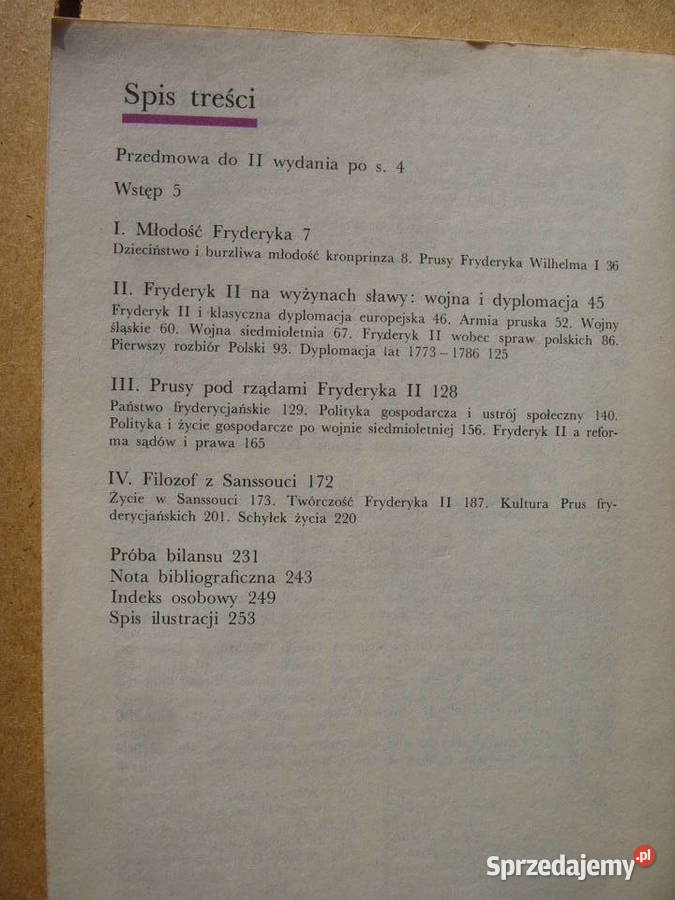 Spis treści
Przedmowa do II wydania po s. 4
Wstęp 5
I. Młodość Fryderyka 7
Dzieciństwo i burzliwa młodość kronprinza 8. Prusy Fryderyka Wilhelma I 36
II. Fryderyk II na wyżynach sławy: wojna i dyplomacja 45
Fryderyk II i klasyczna dyplomacja europejska 46. Armia pruska 52. Wojny
śląskie 60. Wojna siedmioletnia 67. Fryderyk II wobec spraw polskich 86.
Pierwszy rozbiór Polski 93. Dyplomacja lat 1773–1786 125
III. Prusy pod rządami Fryderyka II 128
Państwo fryderycjańskie 129. Polityka gospodarcza i ustrój społeczny 140.
Polityka i życie gospodarcze po wojnie siedmioletniej 156. Fryderyk II a refor-
ma sądów i prawa 165
IV. Filozof z Sanssouci 172
Życie w Sanssouci 173. Twórczość Fryderyka II 187. Kultura Prus fry-
derycjańskich 201. Schyłek życia 220
Próba bilansu 231
Nota bibliograficzna 243
Indeks osobowy 249
Spis ilustracji 253
Sprzedajemy.pl